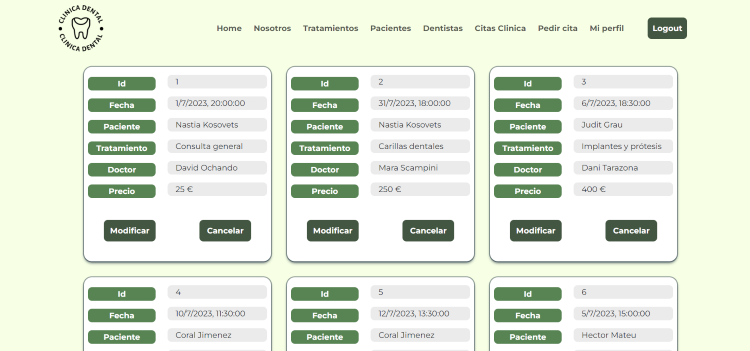 CLINICA DENTAL
CLINICA DENTAL
Home Nosotros Tratamientos Pacientes Dentistas Citas Clinica Pedir cita Mi perfil Logout
Id 1
Fecha 1/7/2023, 20:00:00
Paciente Nastia Kosovets
Tratamiento Consulta general
Doctor David Ochando
Precio 25 €
Modificar Cancelar
Id 2
Fecha 31/7/2023, 18:00:00
Paciente Nastia Kosovets
Tratamiento Carillas dentales
Doctor Mara Scampini
Precio 250 €
Modificar Cancelar
Id 3
Fecha 6/7/2023, 18:30:00
Paciente Judit Grau
Tratamiento Implantes y prótesis
Doctor Dani Tarazona
Precio 400 €
Modificar Cancelar
Id 4
Fecha 10/7/2023, 11:30:00
Paciente Coral Jimenez
Id 5
Fecha 12/7/2023, 13:30:00
Paciente Coral Jimenez
Id 6
Fecha 5/7/2023, 15:00:00
Paciente Hector Mateu